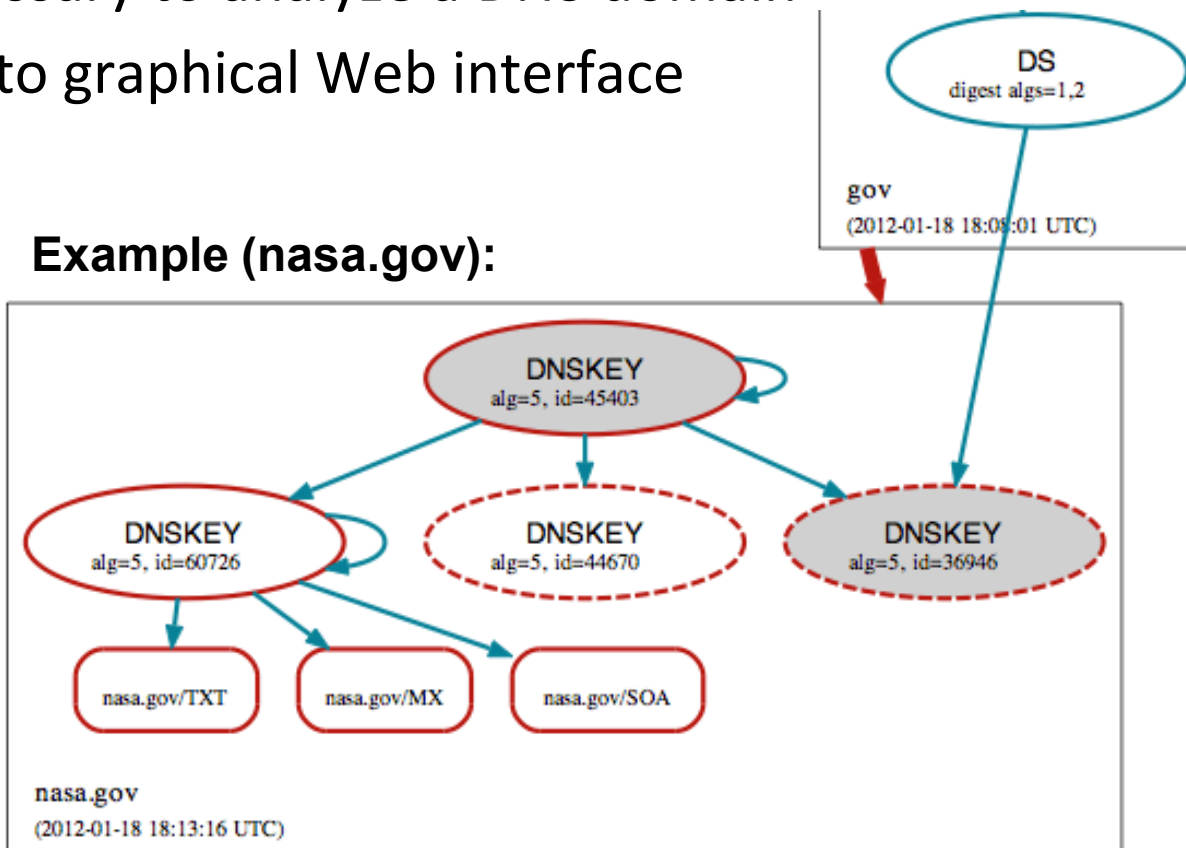 to graphical Web interface
DS
digest algs=1,2
gov
(2012-01-18 18:08:01 UTC)
Example (nasa.gov):
DNSKEY
alg=5, id=45403
DNSKEY
alg=5, id=60726
DNSKEY
alg=5, id=44670
DNSKEY
alg=5, id=36946
nasa.gov/TXT
nasa.gov/MX
nasa.gov/SOA
nasa.gov
(2012-01-18 18:13:16 UTC)